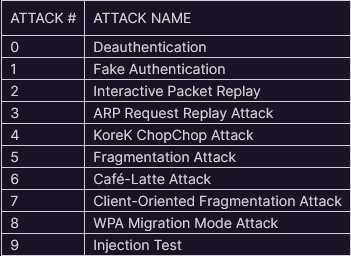 ATTACK # ATTACK NAME
0 Deauthentication
1 Fake Authentication
2 Interactive Packet Replay
3 ARP Request Replay Attack
4 KoreK ChopChop Attack
5 Fragmentation Attack
6 Café-Latte Attack
7 Client-Oriented Fragmentation Attack
8 WPA Migration Mode Attack
9 Injection Test